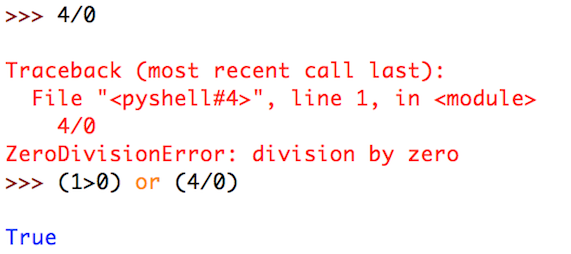 >>> 4/0
Traceback (most recent call last):
  File "<pyshell#4>", line 1, in <module>
    4/0
ZeroDivisionError: division by zero
>>> (1>0) or (4/0)
True